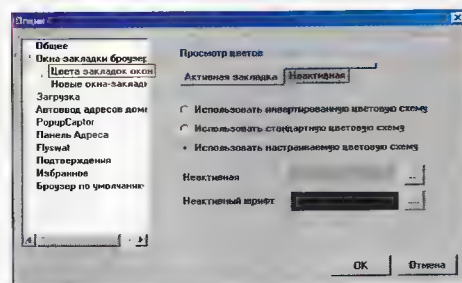 Опции
Общее
Окна закладки броузер
Цвета закладок окон
Новые окна-заклад
Загрузка
Автоввод адресов дом
PopupCaptor
Панель Адреса
Flyswat
Подтверждения
Избранное
Броузер по умолчанию
Просмотр цветов
Активная закладка Неактивная
Использовать инвертированную цветовую схему
Использовать стандартную цветовую схему
Использовать настраиваемую цветовую схему
Неактивная ...
Неактивный шрифт ...
OK Отмена